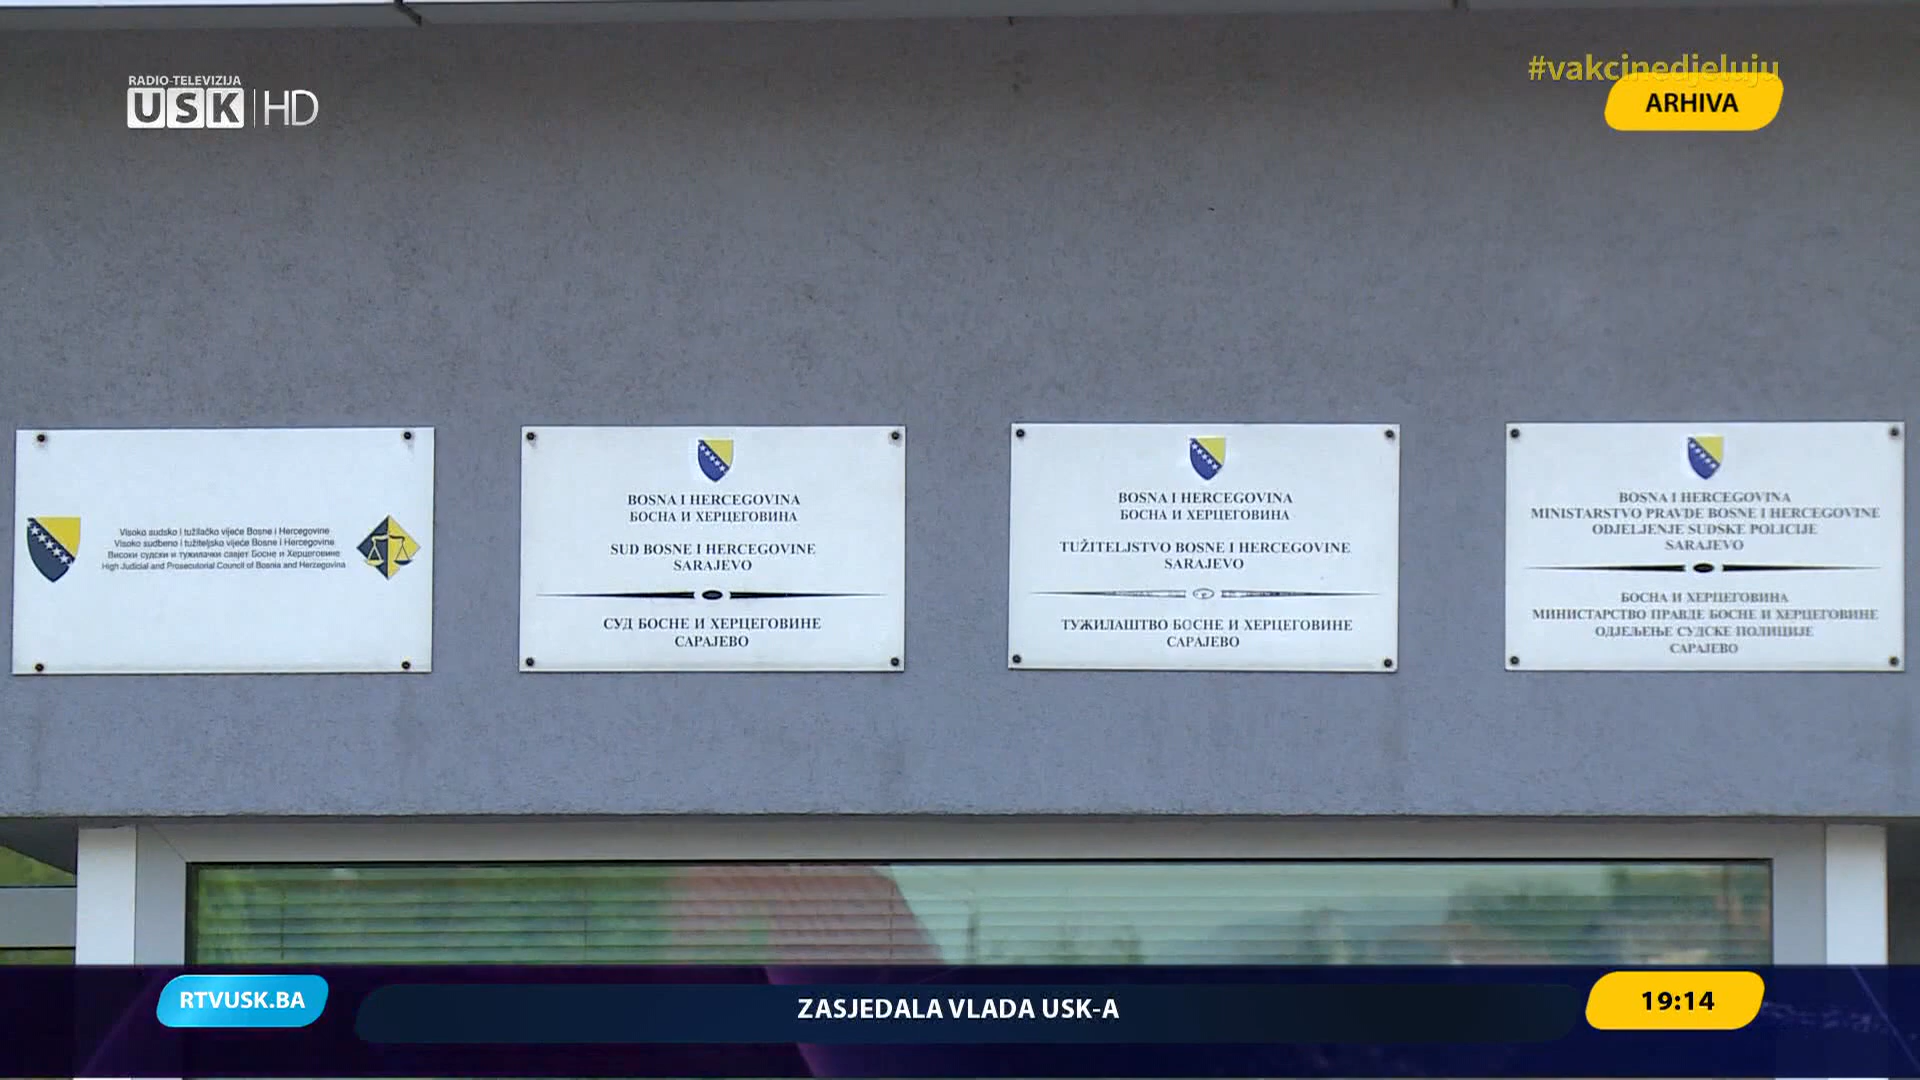 RADIO-TELEVIZIJA
USK HD
#vakcinedjeluju
ARHIVA
Visoko sudsko i tužilačko vijeće Bosne i Hercegovine
Visoko sudbeno i tužiteljsko vijeće Bosne i Hercegovine
Високи судски и тужилачки савјет Босне и Херцеговине
High Judicial and Prosecutorial Council of Bosnia and Herzegovina
BOSNA I HERCEGOVINA
БОСНА И ХЕРЦЕГОВИНА
SUD BOSNE I HERCEGOVINE
SARAJEVO
СУД БОСНЕ И ХЕРЦЕГОВИНЕ
САРАЈЕВО
BOSNA I HERCEGOVINA
БОСНА И ХЕРЦЕГОВИНА
TUŽITELJSTVO BOSNE I HERCEGOVINE
SARAJEVO
ТУЖИЛАШТВО БОСНЕ И ХЕРЦЕГОВИНЕ
САРАЈЕВО
BOSNA I HERCEGOVINA
MINISTARSTVO PRAVDE BOSNE I HERCEGOVINE
ODJELJENJE SUDSKE POLICIJE
SARAJEVO
БОСНА И ХЕРЦЕГОВИНА
МИНИСТАРСТВО ПРАВДЕ БОСНЕ И ХЕРЦЕГОВИНЕ
ОДЈЕЉЕЊЕ СУДСКЕ ПОЛИЦИЈЕ
САРАЈЕВО
RTVUSK.BA
ZASJEDALA VLADA USK-A
19:14